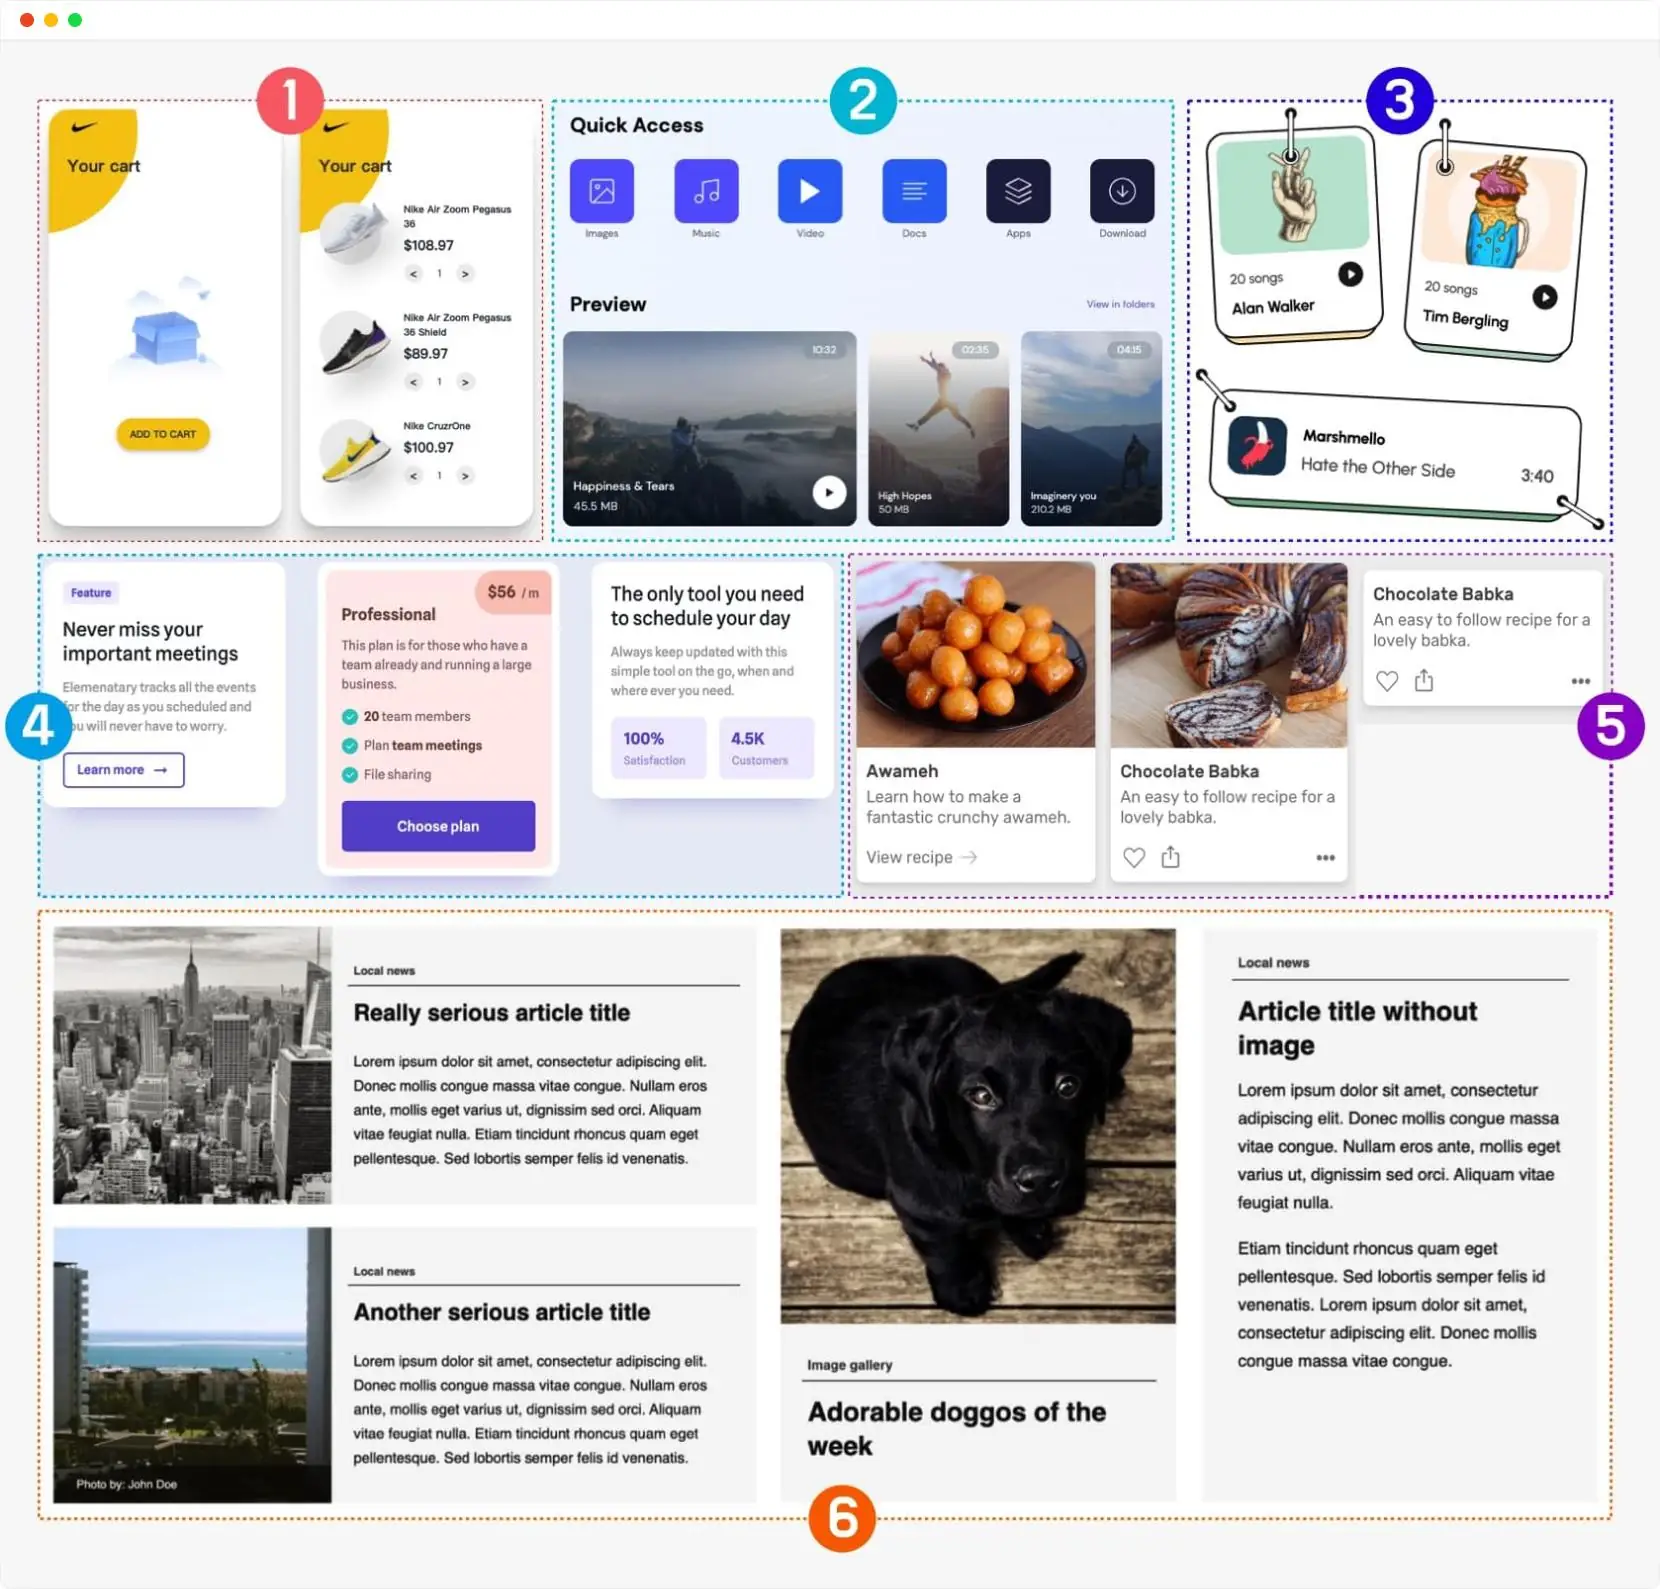 1
Your cart
ADD TO CART
Your cart
Nike Air Zoom Pegasus
36
$108.97
< 1 >
Nike Air Zoom Pegasus
36 Shield
$89.97
< 1 >
Nike CruzrOne
$100.97
< 1 >
2
Quick Access
Images
Music
Video
Docs
Apps
Download
Preview
View in folders
10:32
Happiness & Tears
45.5 MB
02:35
High Hopes
50 MB
04:15
Imaginery you
210.2 MB
3
20 songs
Alan Walker
20 songs
Tim Bergling
Marshmello
Hate the Other Side
3:40
4
Feature
Never miss your
important meetings
Elemenatary tracks all the events
for the day as you scheduled and
you will never have to worry.
Learn more →
$56 / m
Professional
This plan is for those who have a
team already and running a large
business.
20 team members
Plan team meetings
File sharing
Choose plan
The only tool you need
to schedule your day
Always keep updated with this
simple tool on the go, when and
where ever you need.
100%
Satisfaction
4.5K
Customers
5
Awameh
Learn how to make a
fantastic crunchy awameh.
View recipe →
Chocolate Babka
An easy to follow recipe for a
lovely babka.
Chocolate Babka
An easy to follow recipe for a
lovely babka.
6
Local news
Really serious article title
Lorem ipsum dolor sit amet, consectetur adipiscing elit.
Donec mollis congue massa vitae congue. Nullam eros
ante, mollis eget varius ut, dignissim sed orci. Aliquam
vitae feugiat nulla. Etiam tincidunt rhoncus quam eget
pellentesque. Sed lobortis semper felis id venenatis.
Photo by: John Doe
Local news
Another serious article title
Lorem ipsum dolor sit amet, consectetur adipiscing elit.
Donec mollis congue massa vitae congue. Nullam eros
ante, mollis eget varius ut, dignissim sed orci. Aliquam
vitae feugiat nulla. Etiam tincidunt rhoncus quam eget
pellentesque. Sed lobortis semper felis id venenatis.
Image gallery
Adorable doggos of the
week
Local news
Article title without
image
Lorem ipsum dolor sit amet, consectetur
adipiscing elit. Donec mollis congue massa
vitae congue. Nullam eros ante, mollis eget
varius ut, dignissim sed orci. Aliquam vitae
feugiat nulla.
Etiam tincidunt rhoncus quam eget
pellentesque. Sed lobortis semper felis id
venenatis. Lorem ipsum dolor sit amet,
consectetur adipiscing elit. Donec mollis
congue massa vitae congue.